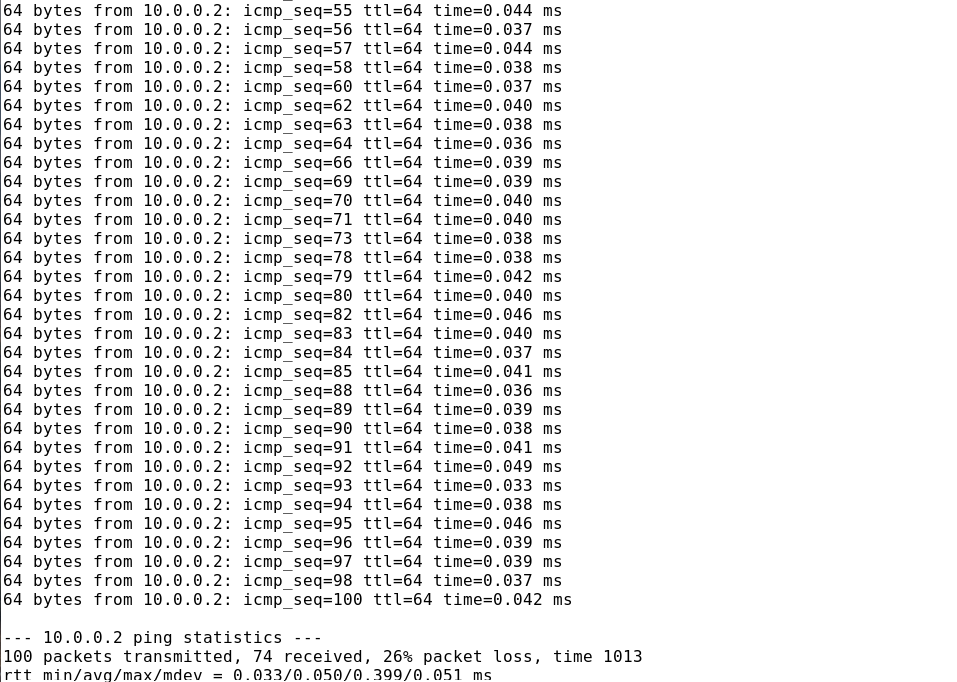 64 bytes from 10.0.0.2: icmp_seq=55 ttl=64 time=0.044 ms
64 bytes from 10.0.0.2: icmp_seq=56 ttl=64 time=0.037 ms
64 bytes from 10.0.0.2: icmp_seq=57 ttl=64 time=0.044 ms
64 bytes from 10.0.0.2: icmp_seq=58 ttl=64 time=0.038 ms
64 bytes from 10.0.0.2: icmp_seq=60 ttl=64 time=0.037 ms
64 bytes from 10.0.0.2: icmp_seq=62 ttl=64 time=0.040 ms
64 bytes from 10.0.0.2: icmp_seq=63 ttl=64 time=0.038 ms
64 bytes from 10.0.0.2: icmp_seq=64 ttl=64 time=0.036 ms
64 bytes from 10.0.0.2: icmp_seq=66 ttl=64 time=0.039 ms
64 bytes from 10.0.0.2: icmp_seq=69 ttl=64 time=0.039 ms
64 bytes from 10.0.0.2: icmp_seq=70 ttl=64 time=0.040 ms
64 bytes from 10.0.0.2: icmp_seq=71 ttl=64 time=0.040 ms
64 bytes from 10.0.0.2: icmp_seq=73 ttl=64 time=0.038 ms
64 bytes from 10.0.0.2: icmp_seq=78 ttl=64 time=0.038 ms
64 bytes from 10.0.0.2: icmp_seq=79 ttl=64 time=0.042 ms
64 bytes from 10.0.0.2: icmp_seq=80 ttl=64 time=0.040 ms
64 bytes from 10.0.0.2: icmp_seq=82 ttl=64 time=0.046 ms
64 bytes from 10.0.0.2: icmp_seq=83 ttl=64 time=0.040 ms
64 bytes from 10.0.0.2: icmp_seq=84 ttl=64 time=0.037 ms
64 bytes from 10.0.0.2: icmp_seq=85 ttl=64 time=0.041 ms
64 bytes from 10.0.0.2: icmp_seq=88 ttl=64 time=0.036 ms
64 bytes from 10.0.0.2: icmp_seq=89 ttl=64 time=0.039 ms
64 bytes from 10.0.0.2: icmp_seq=90 ttl=64 time=0.038 ms
64 bytes from 10.0.0.2: icmp_seq=91 ttl=64 time=0.041 ms
64 bytes from 10.0.0.2: icmp_seq=92 ttl=64 time=0.049 ms
64 bytes from 10.0.0.2: icmp_seq=93 ttl=64 time=0.033 ms
64 bytes from 10.0.0.2: icmp_seq=94 ttl=64 time=0.038 ms
64 bytes from 10.0.0.2: icmp_seq=95 ttl=64 time=0.046 ms
64 bytes from 10.0.0.2: icmp_seq=96 ttl=64 time=0.039 ms
64 bytes from 10.0.0.2: icmp_seq=97 ttl=64 time=0.039 ms
64 bytes from 10.0.0.2: icmp_seq=98 ttl=64 time=0.037 ms
64 bytes from 10.0.0.2: icmp_seq=100 ttl=64 time=0.042 ms
--- 10.0.0.2 ping statistics ---
100 packets transmitted, 74 received, 26% packet loss, time 1013
rtt min/avg/max/mdev = 0.033/0.050/0.399/0.051 ms